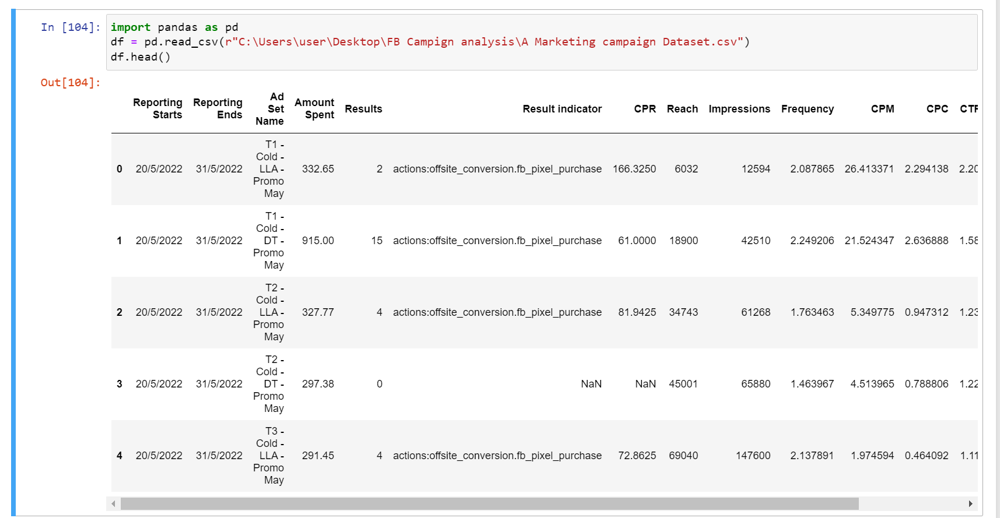 In [104]: import pandas as pd
df = pd.read_csv(r"C:\Users\user\Desktop\FB Campign analysis\A Marketing campaign Dataset.csv")
df.head()
Out[104]:
Reporting Starts Reporting Ends Ad Set Name Amount Spent Results Result indicator CPR Reach Impressions Frequency CPM CPC
0 20/5/2022 31/5/2022 T1 - Cold - LLA - Promo May 332.65 2 actions:offsite_conversion.fb_pixel_purchase 166.3250 6032 12594 2.087865 26.413371 2.294138 2.20
1 20/5/2022 31/5/2022 T1 - Cold - DT - Promo May 915.00 15 actions:offsite_conversion.fb_pixel_purchase 61.0000 18900 42510 2.249206 21.524347 2.636888 1.58
2 20/5/2022 31/5/2022 T2 - Cold - LLA - Promo May 327.77 4 actions:offsite_conversion.fb_pixel_purchase 81.9425 34743 61268 1.763463 5.349775 0.947312 1.23
3 20/5/2022 31/5/2022 T2 - Cold - DT - Promo May 297.38 0 NaN NaN 45001 65880 1.463967 4.513965 0.788806 1.22
4 20/5/2022 31/5/2022 T3 - Cold - LLA - Promo May 291.45 4 actions:offsite_conversion.fb_pixel_purchase 72.8625 69040 147600 2.137891 1.974594 0.464092 1.11